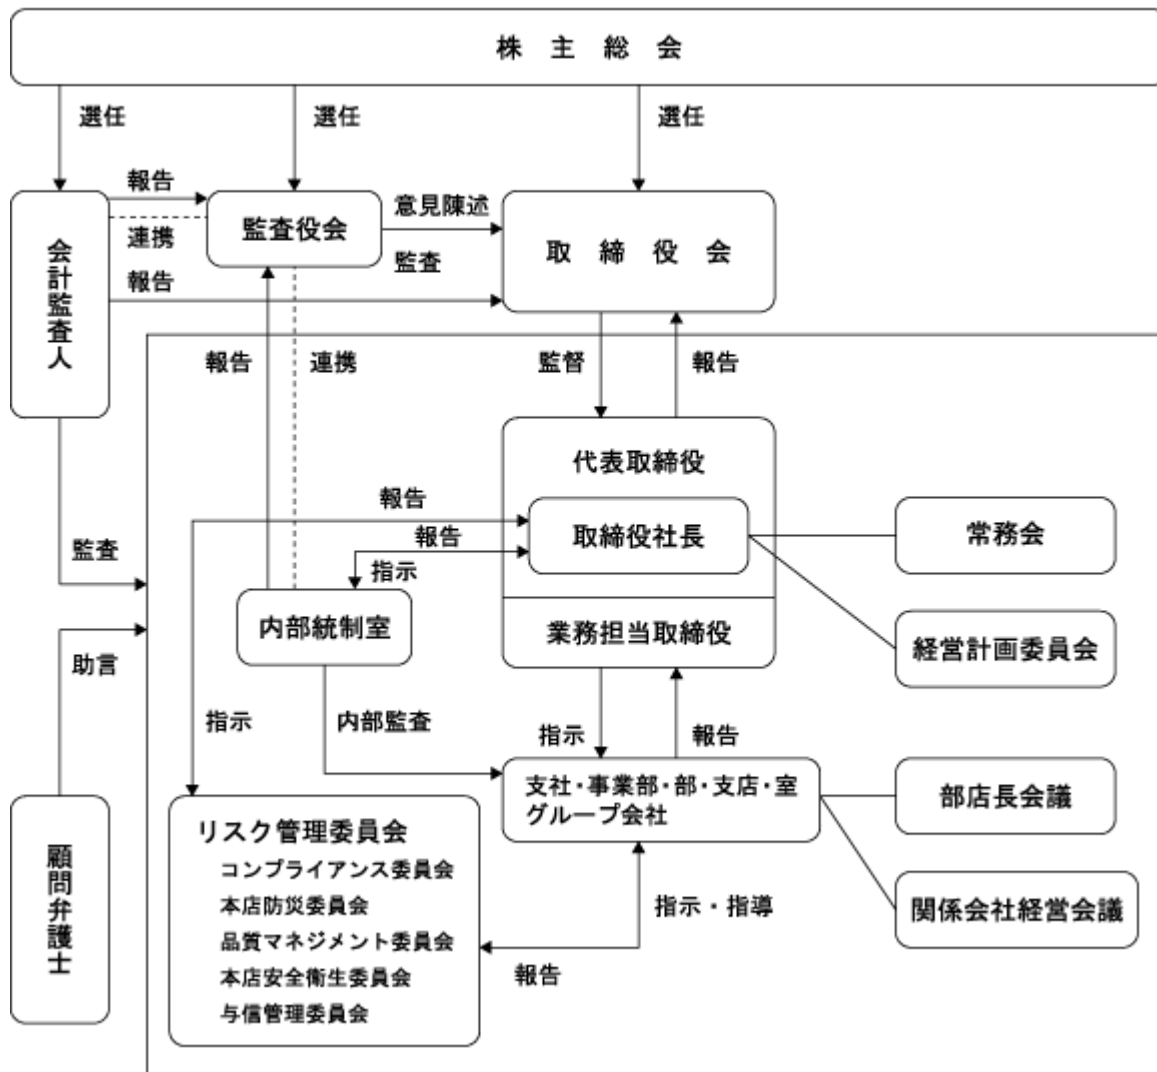 株 主 総 会
選任
選任
選任
会計監査人
報告
連携
報告
監査役会
意見陳述
監査
取 締 役 会
報告
連携
監督
報告
代表取締役
取締役社長
業務担当取締役
報告
報告
指示
常務会
経営計画委員会
監査
助言
内部統制室
指示
内部監査
指示
報告
支社・事業部・部・支店・室
グループ会社
部店長会議
関係会社経営会議
顧問弁護士
リスク管理委員会
コンプライアンス委員会
本店防災委員会
品質マネジメント委員会
本店安全衛生委員会
与信管理委員会
指示・指導
報告